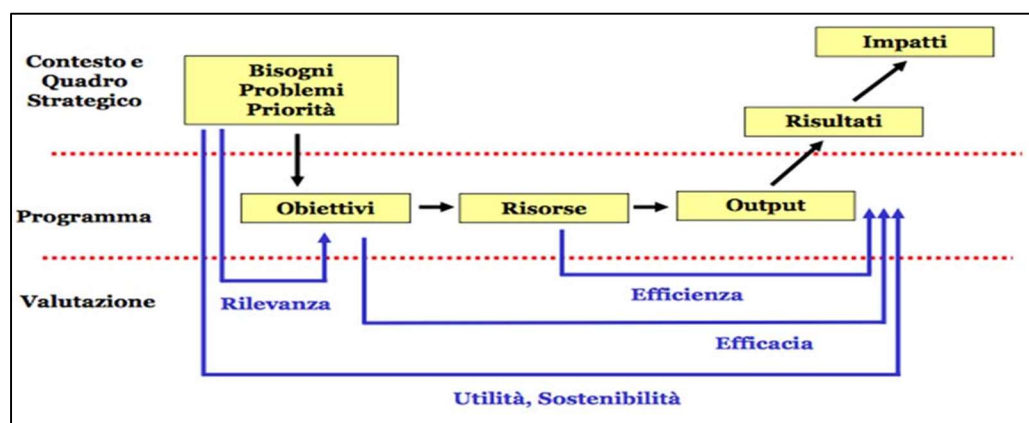 Contesto e
Quadro
Strategico
Bisogni
Problemi
Priorità
Impatti
Risultati
Programma
Obiettivi
Risorse
Output
Valutazione
Rilevanza
Efficienza
Efficacia
Utilità, Sostenibilità